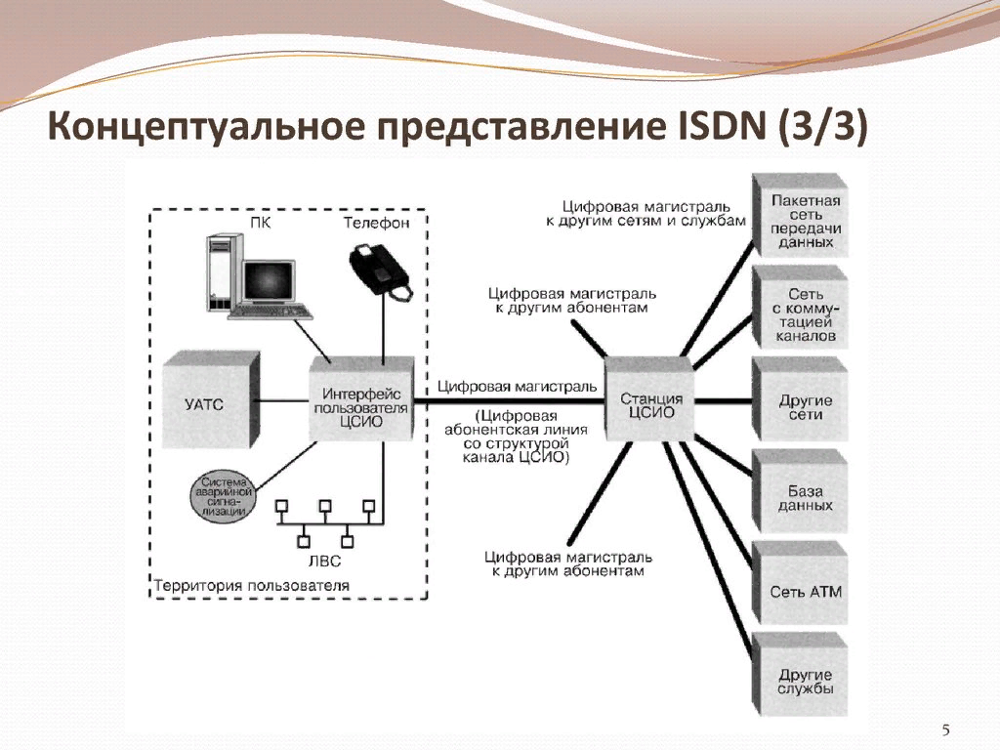 Концептуальное представление ISDN (3/3)
ПК
Телефон
УАТС
Интерфейс
пользователя
ЦСИО
Система
аварийной
сигна-
лизации
ЛВС
Территория пользователя
Цифровая магистраль
(Цифровая
абонентская линия
со структурой
канала ЦСИО)
Цифровая магистраль
к другим сетям и службам
Цифровая магистраль
к другим абонентам
Станция
ЦСИО
Цифровая магистраль
к другим абонентам
Пакетная
сеть
передачи
данных
Сеть
с комму-
тацией
каналов
Другие
сети
База
данных
Сеть АТМ
Другие
службы
5